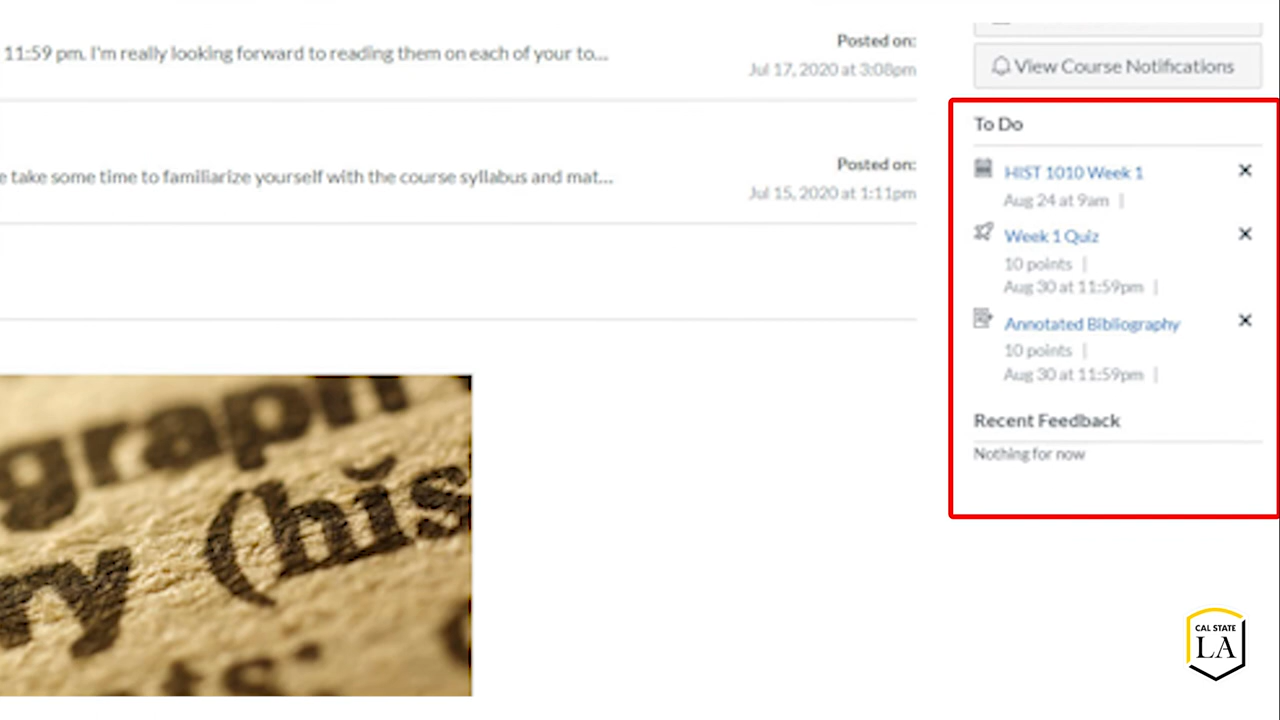 11:59 pm. I'm really looking forward to reading them on each of your to...
Posted on:
Jul 17, 2020 at 3:08pm
e take some time to familiarize yourself with the course syllabus and mat...
Posted on:
Jul 15, 2020 at 1:11pm
View Course Notifications
To Do
HIST 1010 Week 1
Aug 24 at 9am |
Week 1 Quiz
10 points |
Aug 30 at 11:59pm |
Annotated Bibliography
10 points |
Aug 30 at 11:59pm |
Recent Feedback
Nothing for now
graph
ry (his
CAL STATE
LA